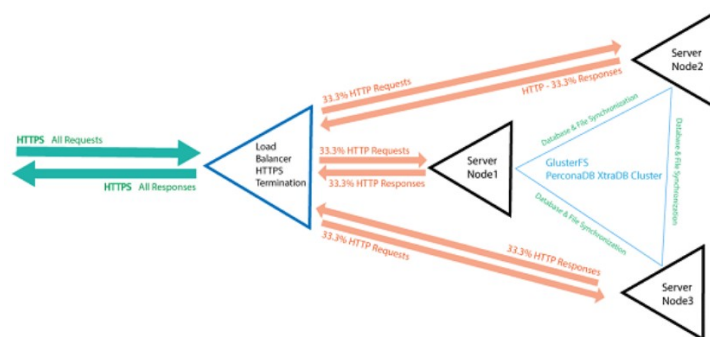 HTTPS All Requests
HTTPS All Responses
Load
Balancer
HTTPS
Termination
33.3% HTTP Requests
HTTP - 33.3% Responses
Server
Node2
33.3% HTTP Requests
33.3% HTTP Responses
Server
Node1
Database & File Synchronization
Database & File Synchronization
Database & File Synchronization
GlusterFS
PerconaDB XtraDB Cluster
33.3% HTTP Responses
33.3% HTTP Requests
Server
Node3